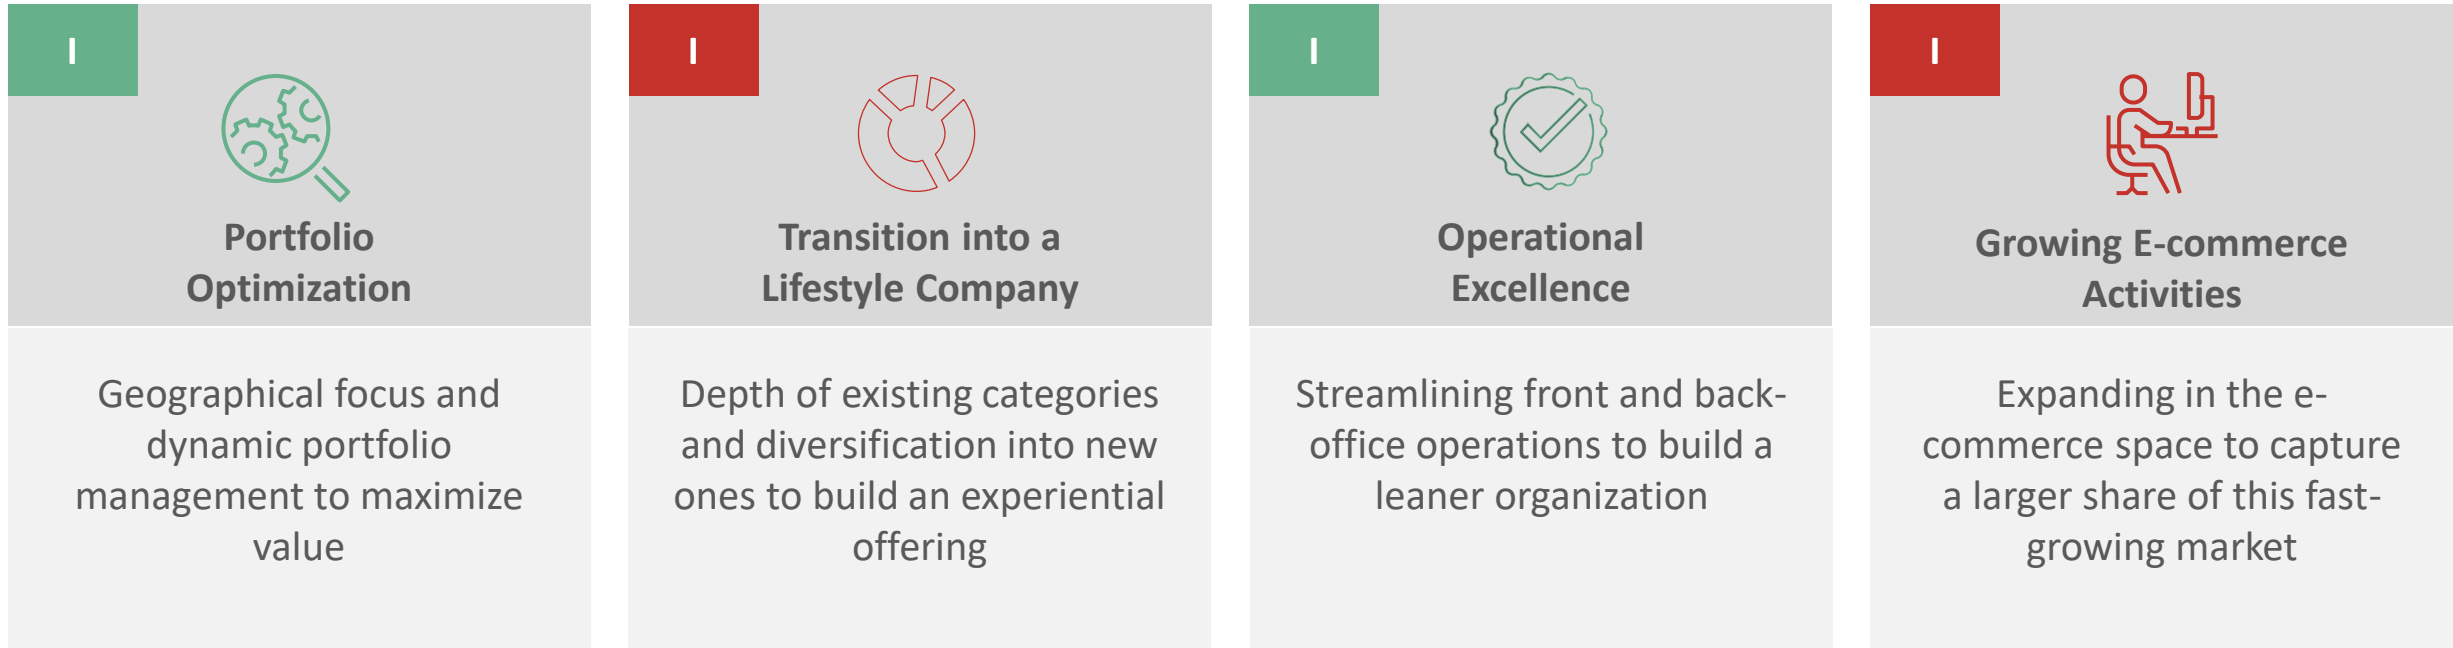 I
Portfolio
Optimization
Geographical focus and
dynamic portfolio
management to maximize
value
I
Transition into a
Lifestyle Company
Depth of existing categories
and diversification into new
ones to build an experiential
offering
I
Operational
Excellence
Streamlining front and back-
office operations to build a
leaner organization
I
Growing E-commerce
Activities
Expanding in the e-
commerce space to capture
a larger share of this fast-
growing market